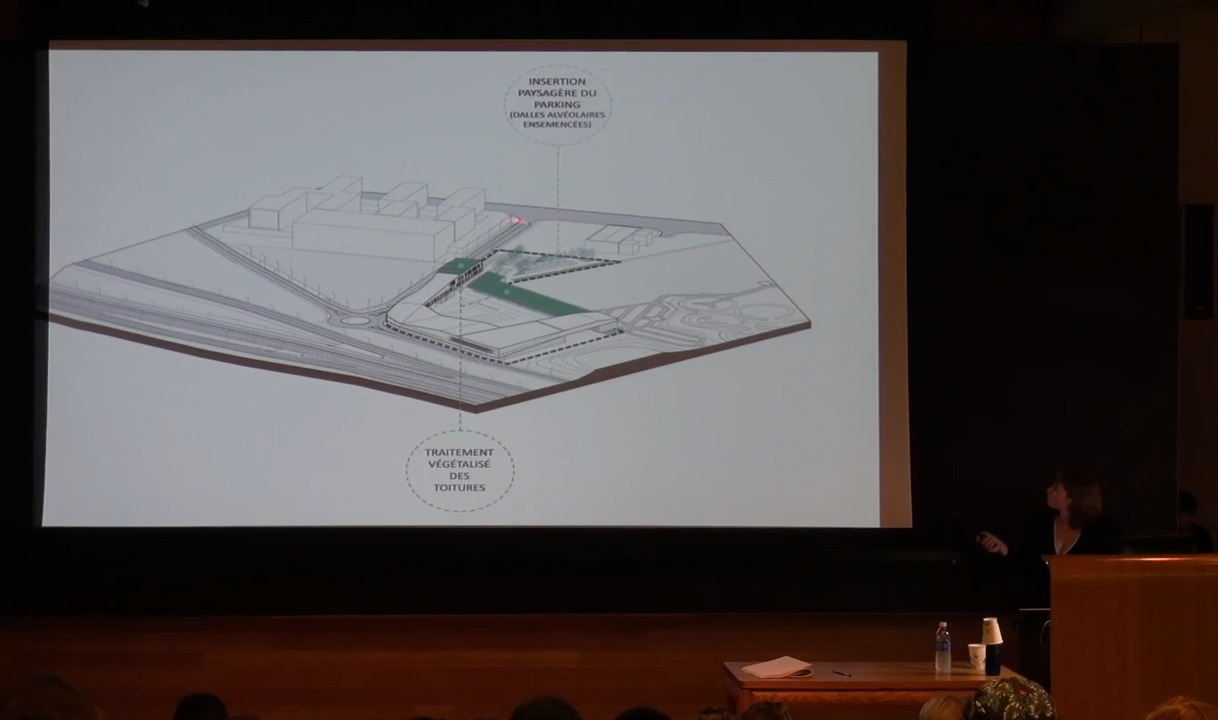 INSERTION
PAYSAGÈRE DU
PARKING
(DALLES ALVÉOLAIRES
ENSEMENCÉES)
TRAITEMENT
VÉGÉTALISÉ
DES
TOITURES